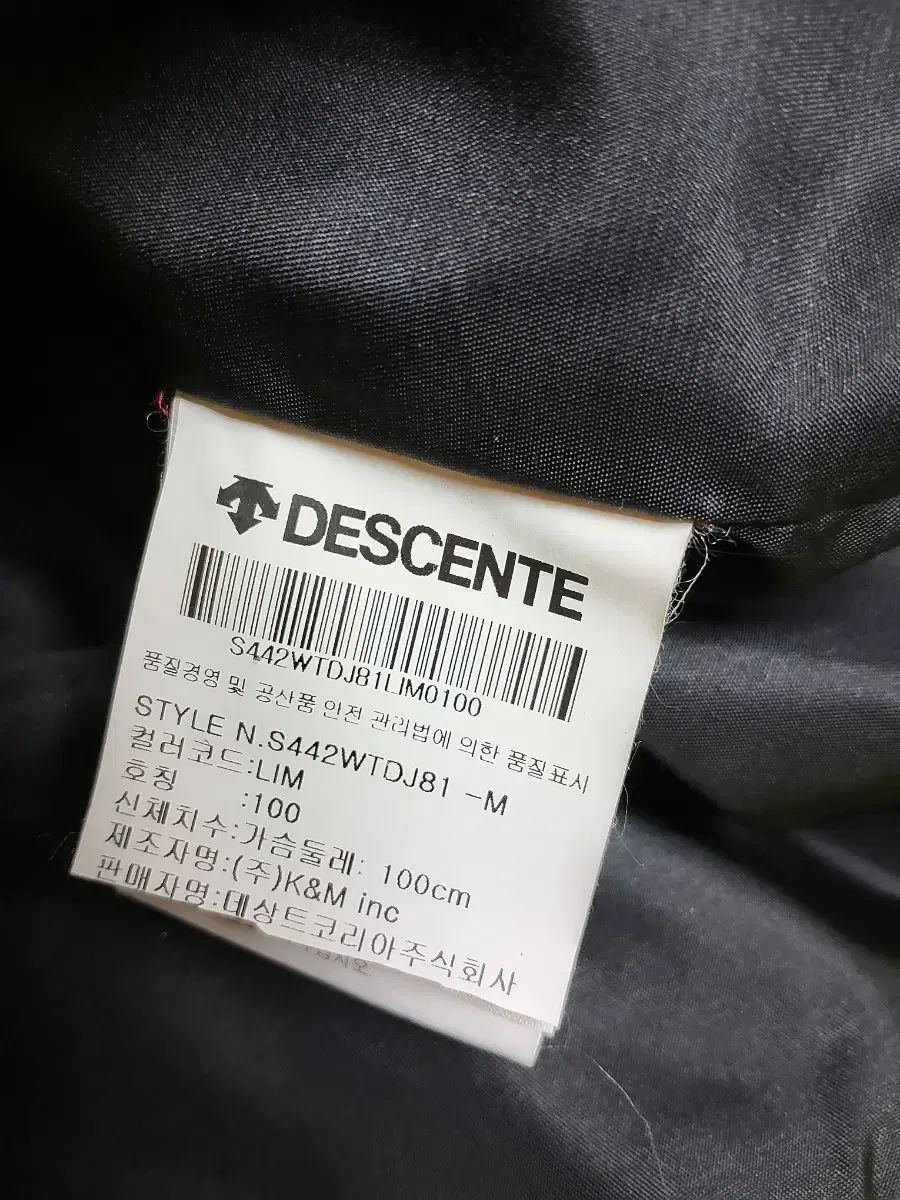 DESCENTE
S442WTDJ81LIM0100
품질경영 및 공산품 안전 관리법에 의한 품질표시
STYLE N.S442WTDJ81 -M
컬러코드:LIM
호칭 :100
신체치수:가슴둘레: 100cm
제조자명:(주)K&M inc
판매자명:데상트코리아주식회사